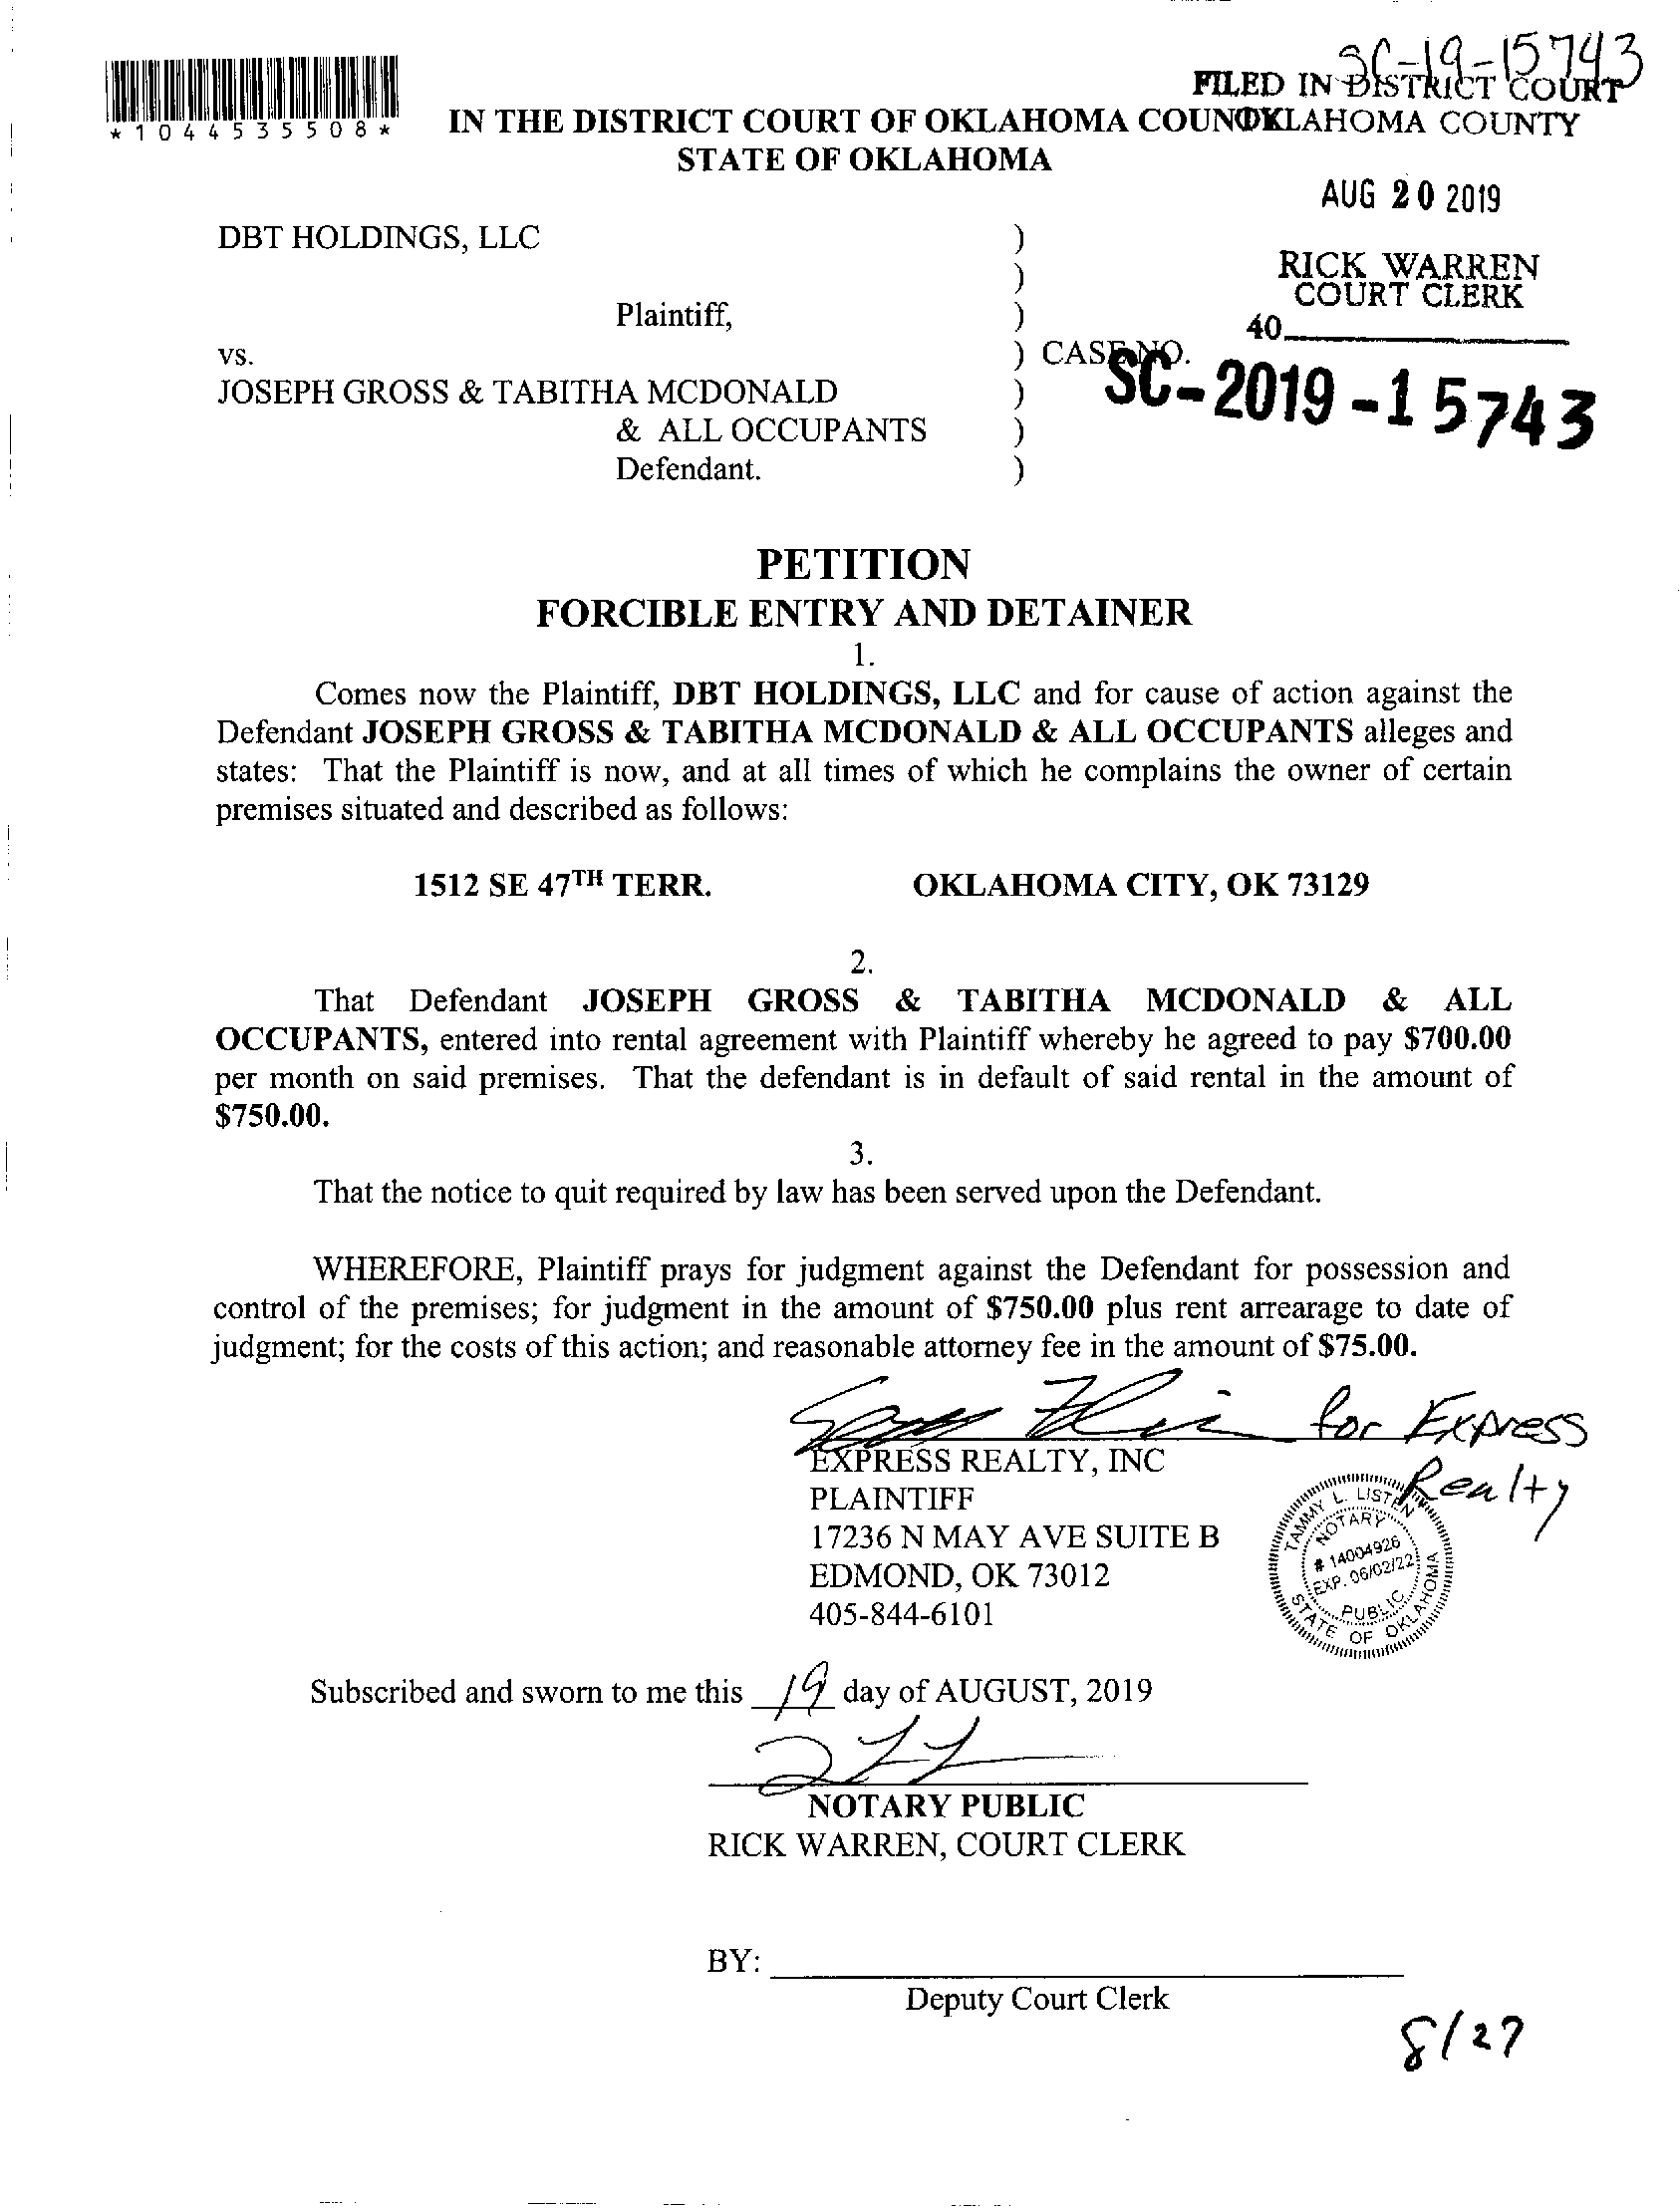 SC-19-15743
FILED IN DISTRICT COURT
*1044535508*
IN THE DISTRICT COURT OF OKLAHOMA COUN
OKLAHOMA COUNTY
STATE OF OKLAHOMA
AUG 20 2019
DBT HOLDINGS, LLC )
)
RICK WARREN
COURT CLERK
Plaintiff, )
40
vs. ) CASE NO.
SC-2019-15743
JOSEPH GROSS & TABITHA MCDONALD )
& ALL OCCUPANTS )
Defendant. )
PETITION
FORCIBLE ENTRY AND DETAINER
1.
Comes now the Plaintiff, DBT HOLDINGS, LLC and for cause of action against the
Defendant JOSEPH GROSS & TABITHA MCDONALD & ALL OCCUPANTS alleges and
states: That the Plaintiff is now, and at all times of which he complains the owner of certain
premises situated and described as follows:
1512 SE 47TH TERR. OKLAHOMA CITY, OK 73129
2.
That Defendant JOSEPH GROSS & TABITHA MCDONALD & ALL
OCCUPANTS, entered into rental agreement with Plaintiff whereby he agreed to pay $700.00
per month on said premises. That the defendant is in default of said rental in the amount of
$750.00.
3.
That the notice to quit required by law has been served upon the Defendant.
WHEREFORE, Plaintiff prays for judgment against the Defendant for possession and
control of the premises; for judgment in the amount of $750.00 plus rent arrearage to date of
judgment; for the costs of this action; and reasonable attorney fee in the amount of $75.00.
for Express
Realty
EXPRESS REALTY, INC
PLAINTIFF
17236 N MAY AVE SUITE B
EDMOND, OK 73012
405-844-6101
TAMMY L. LISTEN
NOTARY
# 14004926
EXP. 06/02/22
PUBLIC
STATE OF OKLAHOMA
Subscribed and sworn to me this 19 day of AUGUST, 2019
NOTARY PUBLIC
RICK WARREN, COURT CLERK
BY:
Deputy Court Clerk
8/27